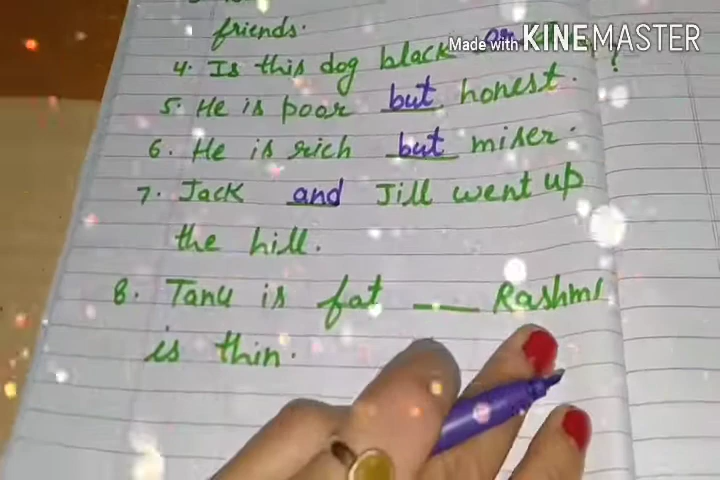 friends.
4. Is this dog black or ?
Made with KINEMASTER
5. He is poor but honest.
6. He is rich but miser.
7. Jack and Jill went up
the hill.
8. Tanu is fat ___ Rashmi
is thin.